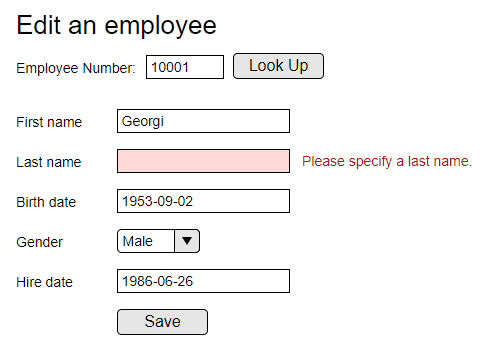 Edit an employee
Employee Number: 10001 Look Up
First name Georgi
Last name Please specify a last name.
Birth date 1953-09-02
Gender Male
Hire date 1986-06-26
Save